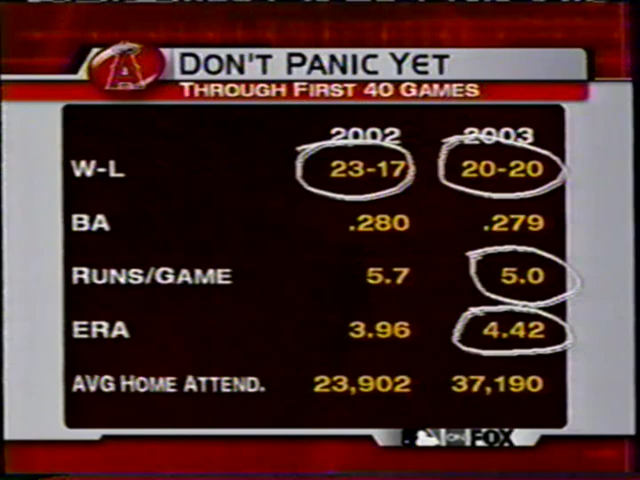 A
DON'T PANIC YET
THROUGH FIRST 40 GAMES
2002 2003
W-L 23-17 20-20
BA .280 .279
RUNS/GAME 5.7 5.0
ERA 3.96 4.42
AVG HOME ATTEND. 23,902 37,190
ON FOX